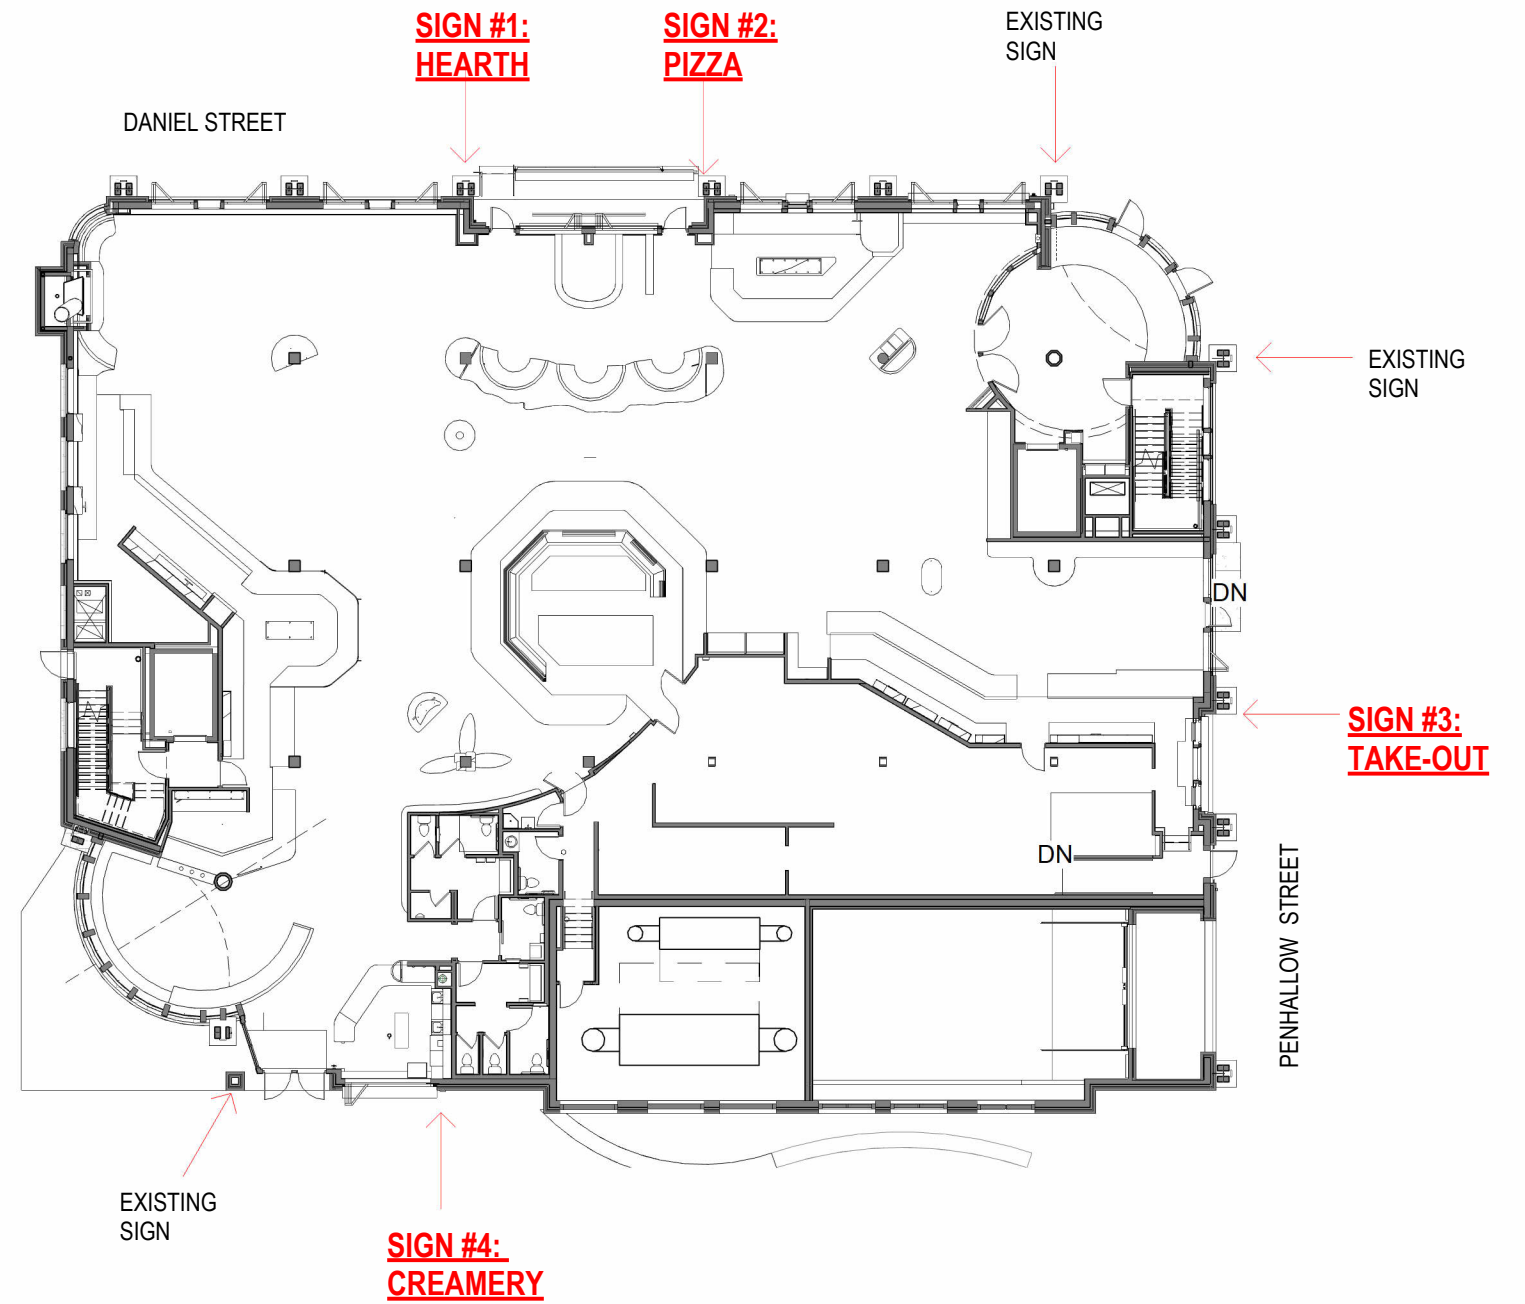 SIGN #1:
HEARTH
SIGN #2:
PIZZA
EXISTING
SIGN
DANIEL STREET
EXISTING
SIGN
DN
SIGN #3:
TAKE-OUT
DN
PENHALLOW STREET
EXISTING
SIGN
SIGN #4:
CREAMERY